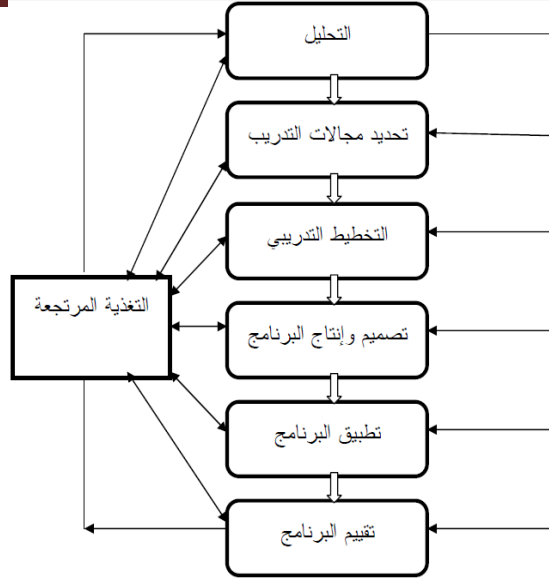 التحليل
تحديد مجالات التدريب
التخطيط التدريبي
التغذية المرتجعة
تصميم وإنتاج البرنامج
تطبيق البرنامج
تقييم البرنامج